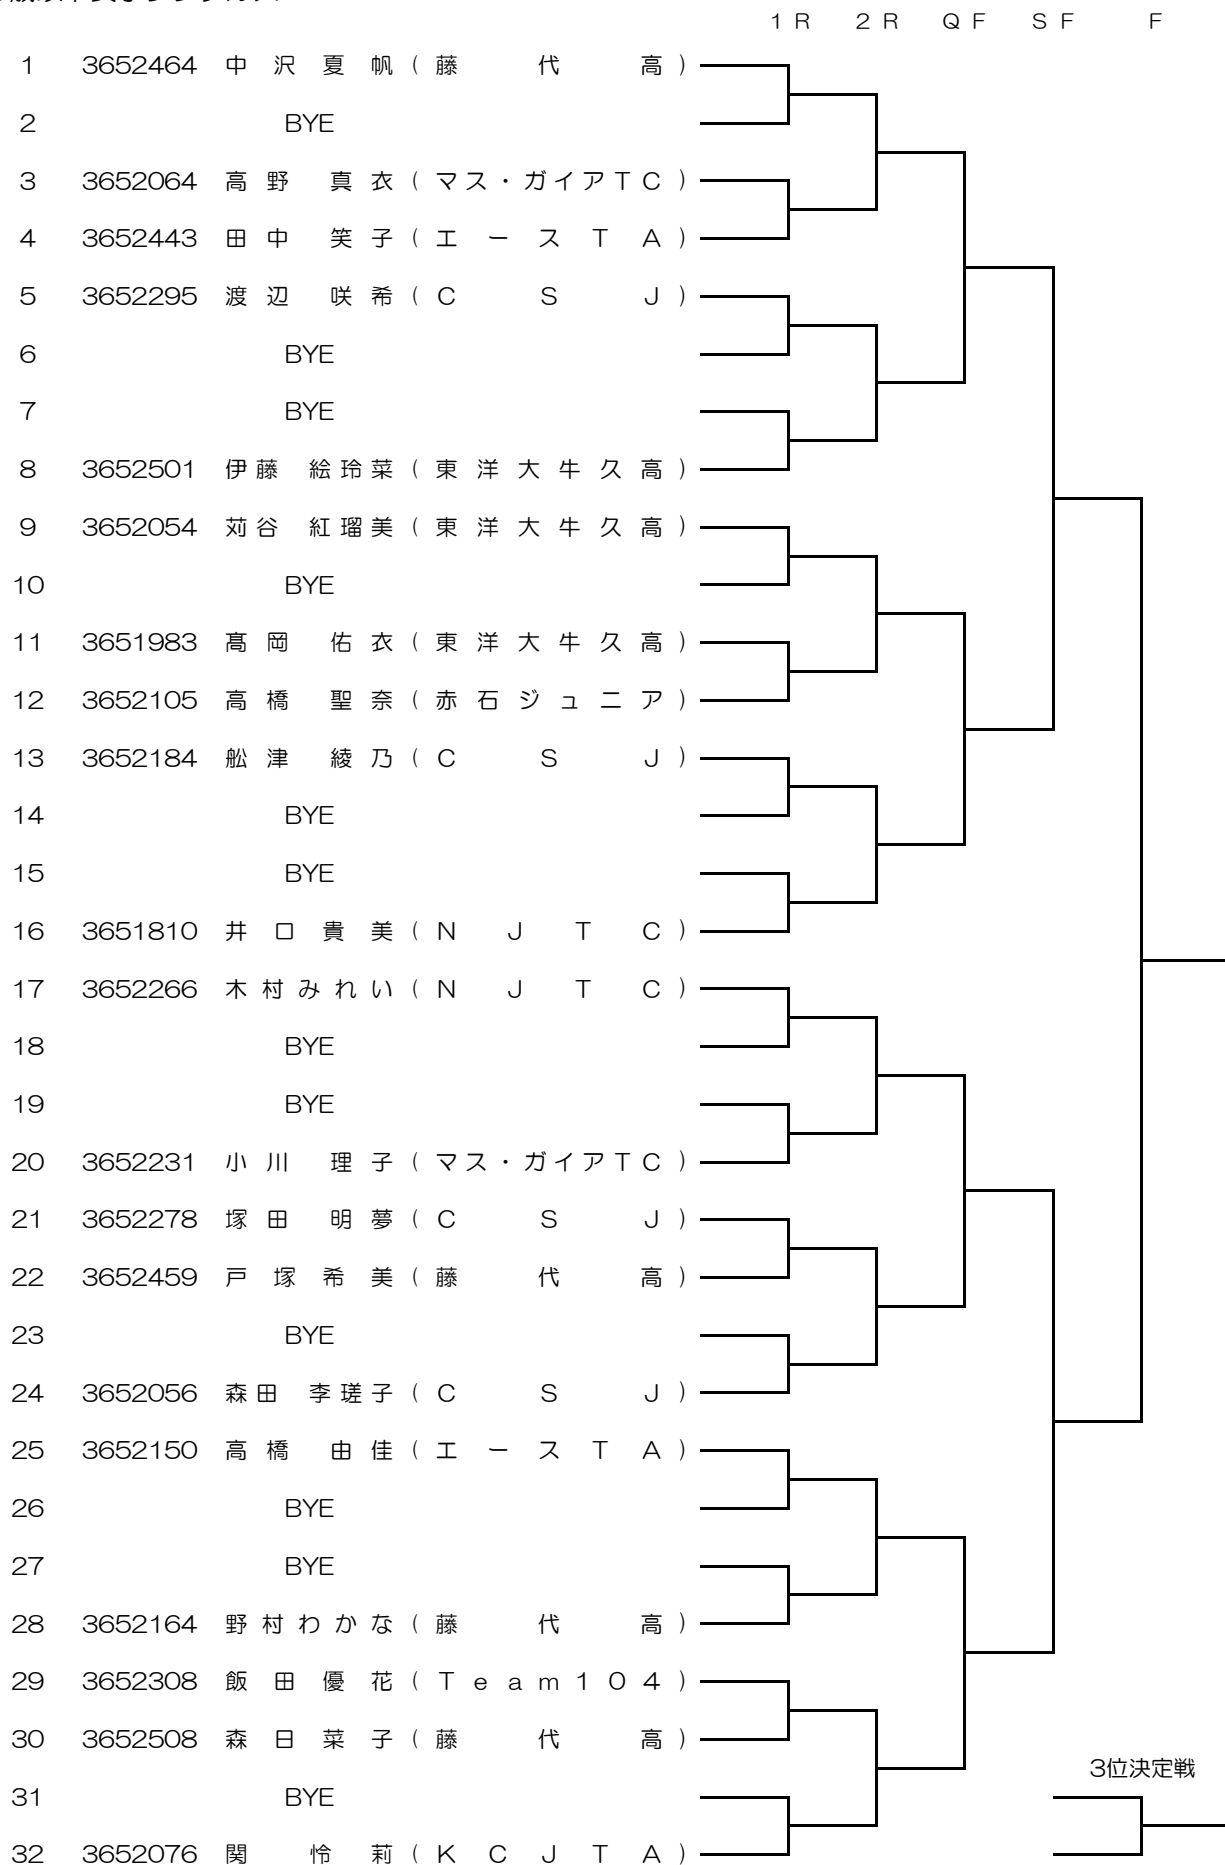 1R 2R QF SF F
1 3652464 中沢夏帆(藤代高)
2 BYE
3 3652064 高野 真衣(マス・ガイアTC)
4 3652443 田中 笑子(エースTA)
5 3652295 渡辺 咲希(CSJ)
6 BYE
7 BYE
8 3652501 伊藤 絵玲菜(東洋大牛久高)
9 3652054 苅谷 紅瑠美(東洋大牛久高)
10 BYE
11 3651983 髙岡 佑衣(東洋大牛久高)
12 3652105 高橋 聖奈(赤石ジュニア)
13 3652184 舩津 綾乃(CSJ)
14 BYE
15 BYE
16 3651810 井口貴美(NJTC)
17 3652266 木村みれい(NJTC)
18 BYE
19 BYE
20 3652231 小川 理子(マス・ガイアTC)
21 3652278 塚田 明夢(CSJ)
22 3652459 戸塚希美(藤代高)
23 BYE
24 3652056 森田 李瑳子(CSJ)
25 3652150 高橋 由佳(エースTA)
26 BYE
27 BYE
28 3652164 野村わかな(藤代高)
29 3652308 飯田優花(Team104)
30 3652508 森日菜子(藤代高)
3位決定戦
31 BYE
32 3652076 関 怜莉(KCJTA)